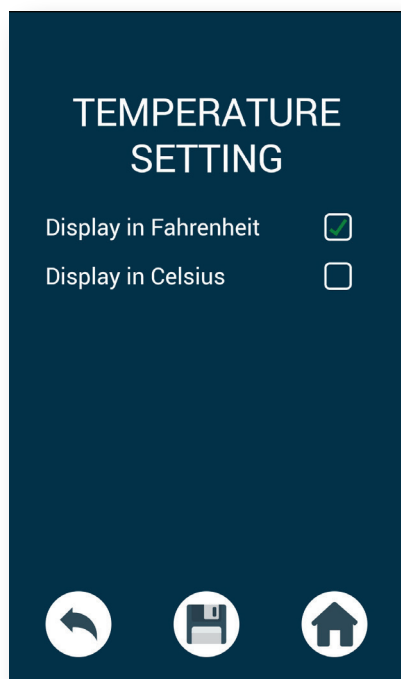 TEMPERATURE
SETTING
Display in Fahrenheit
Display in Celsius